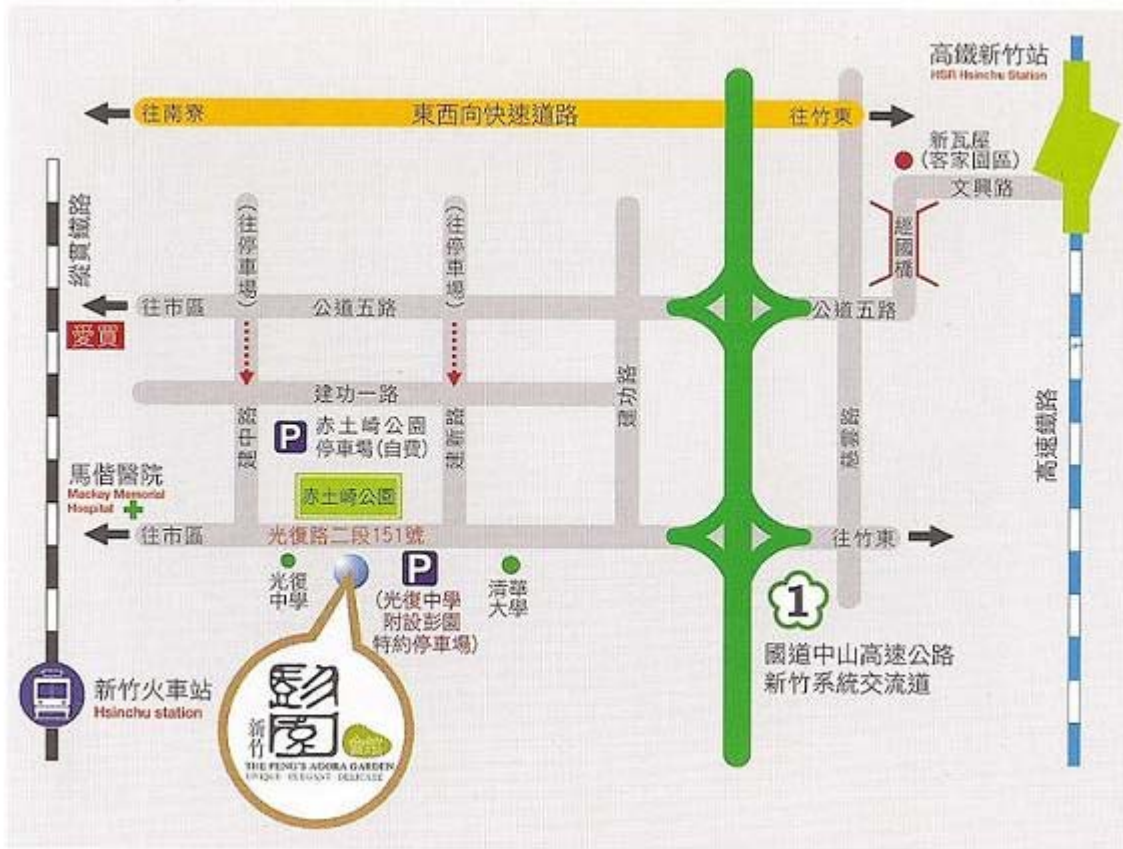 高鐵新竹站
HSR Hsinchu Station
往南寮
東西向快速道路
往竹東
新瓦屋
(客家園區)
文興路
經國橋
縱貫鐵路
(往停車場)
(往停車場)
往市區
公道五路
公道五路
愛買
建功一路
建功路
慈雲路
高速鐵路
建中路
P
赤土崎公園
停車場(自費)
建新路
馬偕醫院
Mackay Memorial
Hospital
赤土崎公園
往市區
光復路二段151號
往竹東
光復
中學
P
(光復中學
附設彭園
特約停車場)
清華
大學
1
國道中山高速公路
新竹系統交流道
新竹火車站
Hsinchu station
彭園
新竹
會館
THE PENG'S AGORA GARDEN
UNIQUE ELEGANT DELICATE